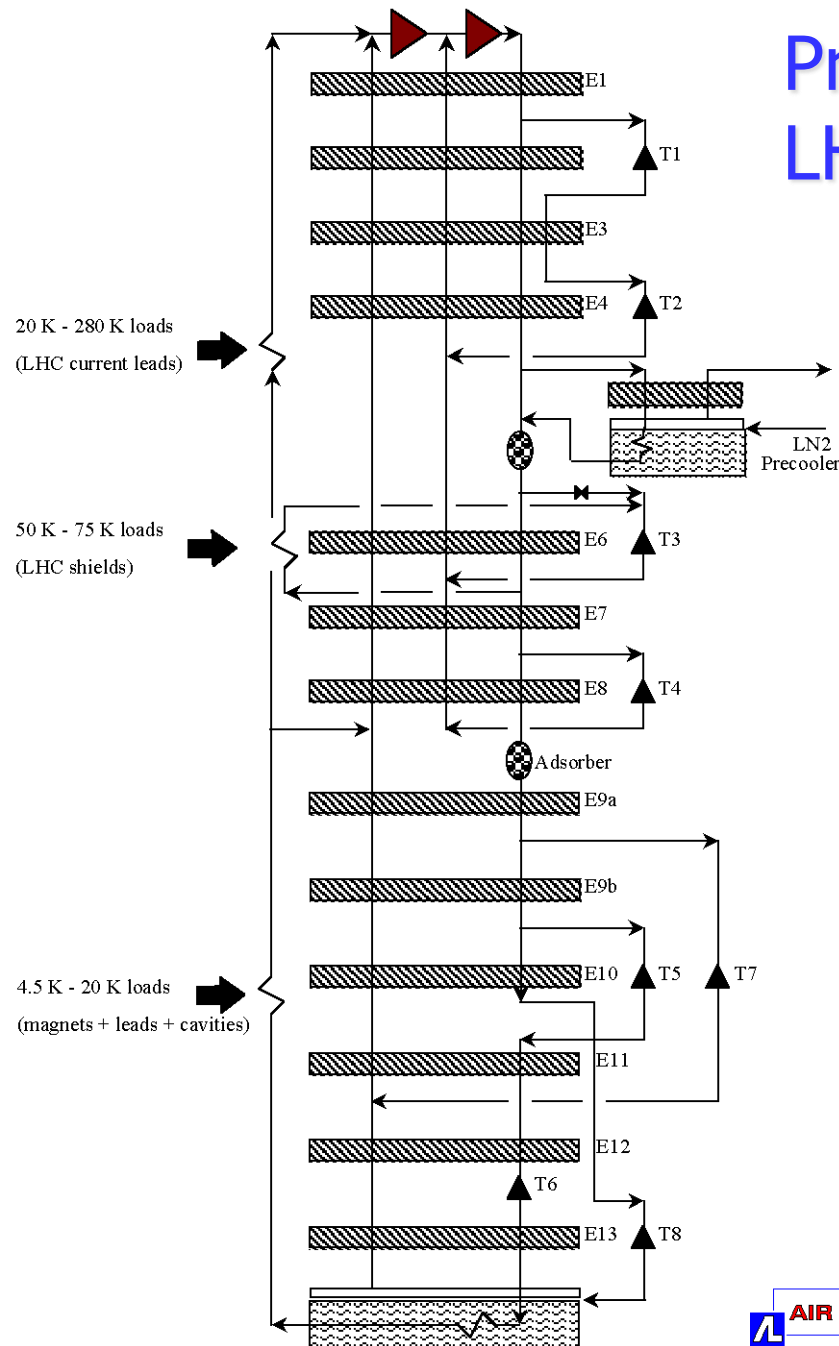 Pr
LH
E1
T1
E3
E4
T2
20 K - 280 K loads
(LHC current leads)
LN2
Precooler
50 K - 75 K loads
(LHC shields)
E6
T3
E7
E8
T4
Adsorber
E9a
E9b
4.5 K - 20 K loads
(magnets + leads + cavities)
E10
T5
T7
E11
E12
T6
E13
T8
AL
AIR